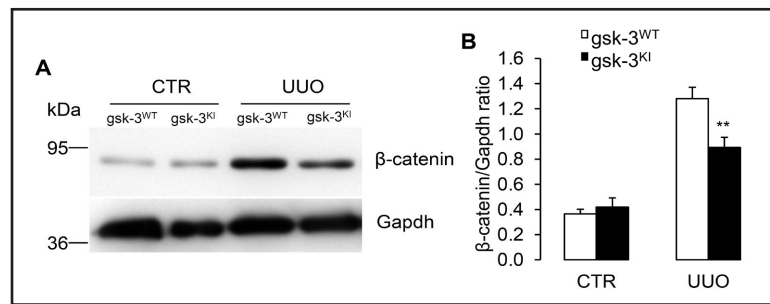 A
CTR UUO
kDa gsk-3WT gsk-3KI gsk-3WT gsk-3KI
95
β-catenin
Gapdh
36
B
gsk-3WT
gsk-3KI
β-catenin/Gapdh ratio
1.6
1.4
1.2
1.0
0.8
0.6
0.4
0.2
0.0
**
CTR UUO